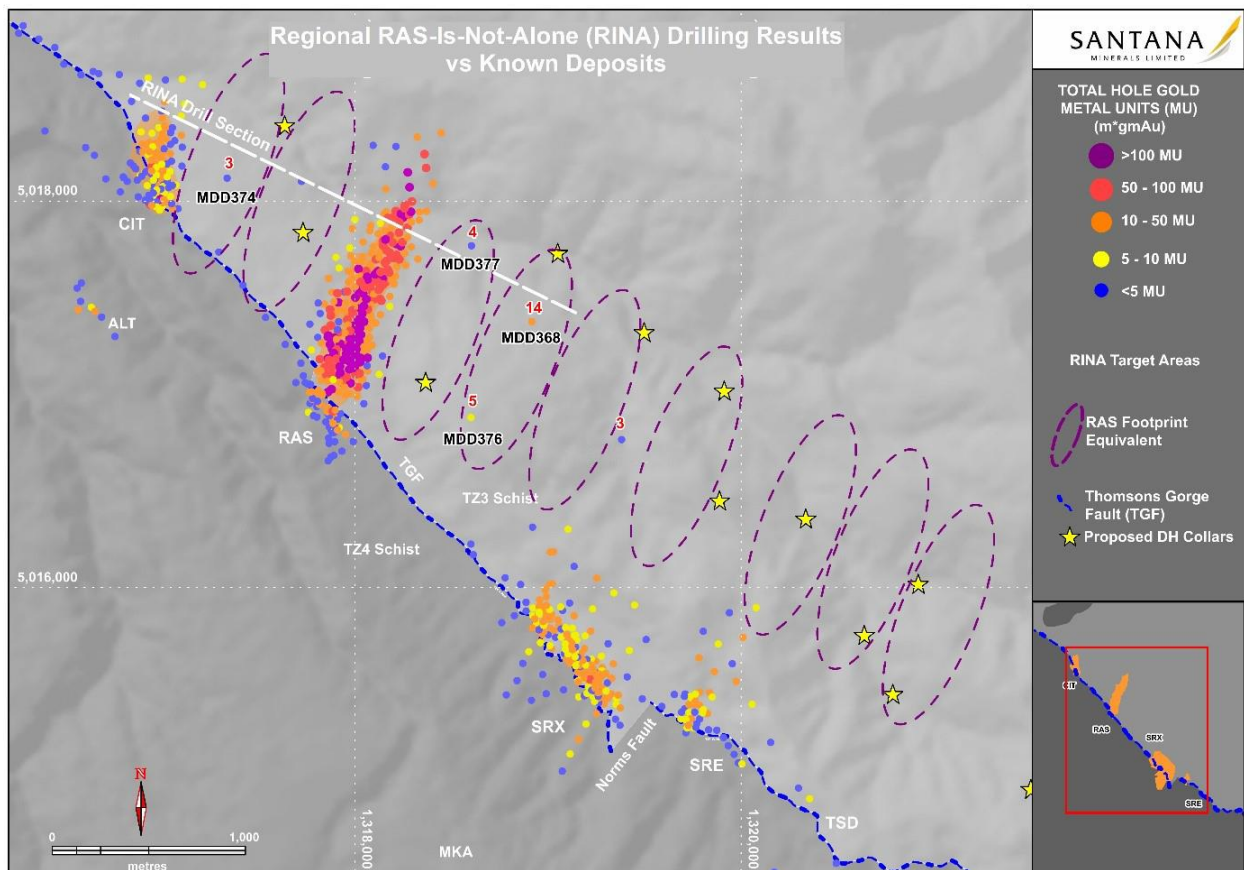 Regional RAS-Is-Not-Alone (RINA) Drilling Results
vs Known Deposits
RINA Drill Section
3
MDD374
5,018,000
CIT
ALT
4
MDD377
14
MDD368
5
MDD376
3
RAS
TGF
TZ3 Schist
TZ4 Schist
5,016,000
SRX
Norms Fault
SRE
TSD
MKA
1,318,000
1,320,000
N
0
1,000
metres
SANTANA
MINERALS LIMITED
TOTAL HOLE GOLD
METAL UNITS (MU)
(m*gmAu)
>100 MU
50 - 100 MU
10 - 50 MU
5 - 10 MU
<5 MU
RINA Target Areas
RAS Footprint
Equivalent
Thomsons Gorge
Fault (TGF)
Proposed DH Collars
CIT
RAS
SRX
SRE